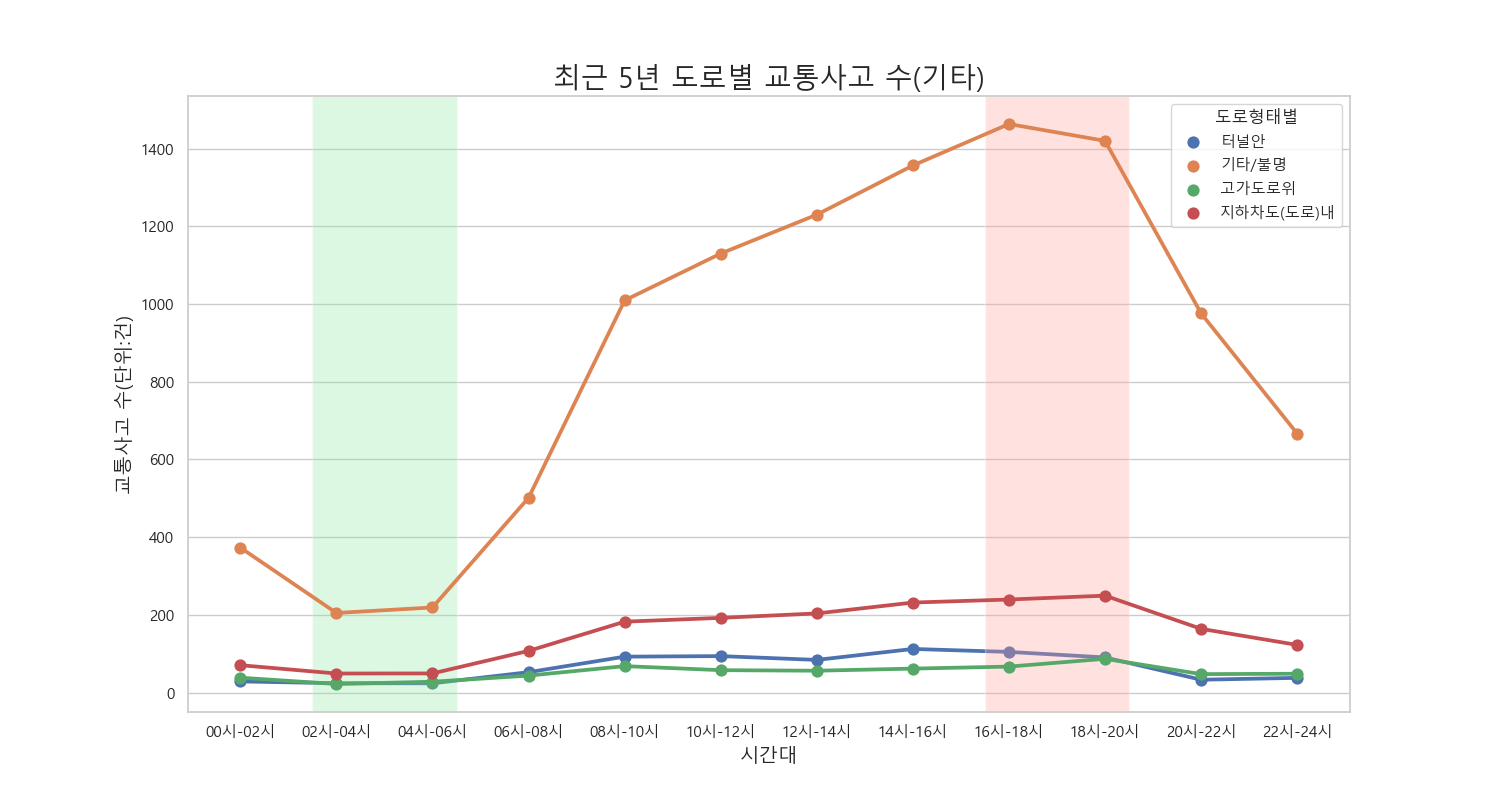 최근 5년 도로별 교통사고 수(기타)
도로형태별
터널안
기타/불명
고가도로위
지하차도(도로)내
교통사고 수(단위:건)
1400
1200
1000
800
600
400
200
0
00시-02시 02시-04시 04시-06시 06시-08시 08시-10시 10시-12시 12시-14시 14시-16시 16시-18시 18시-20시 20시-22시 22시-24시
시간대